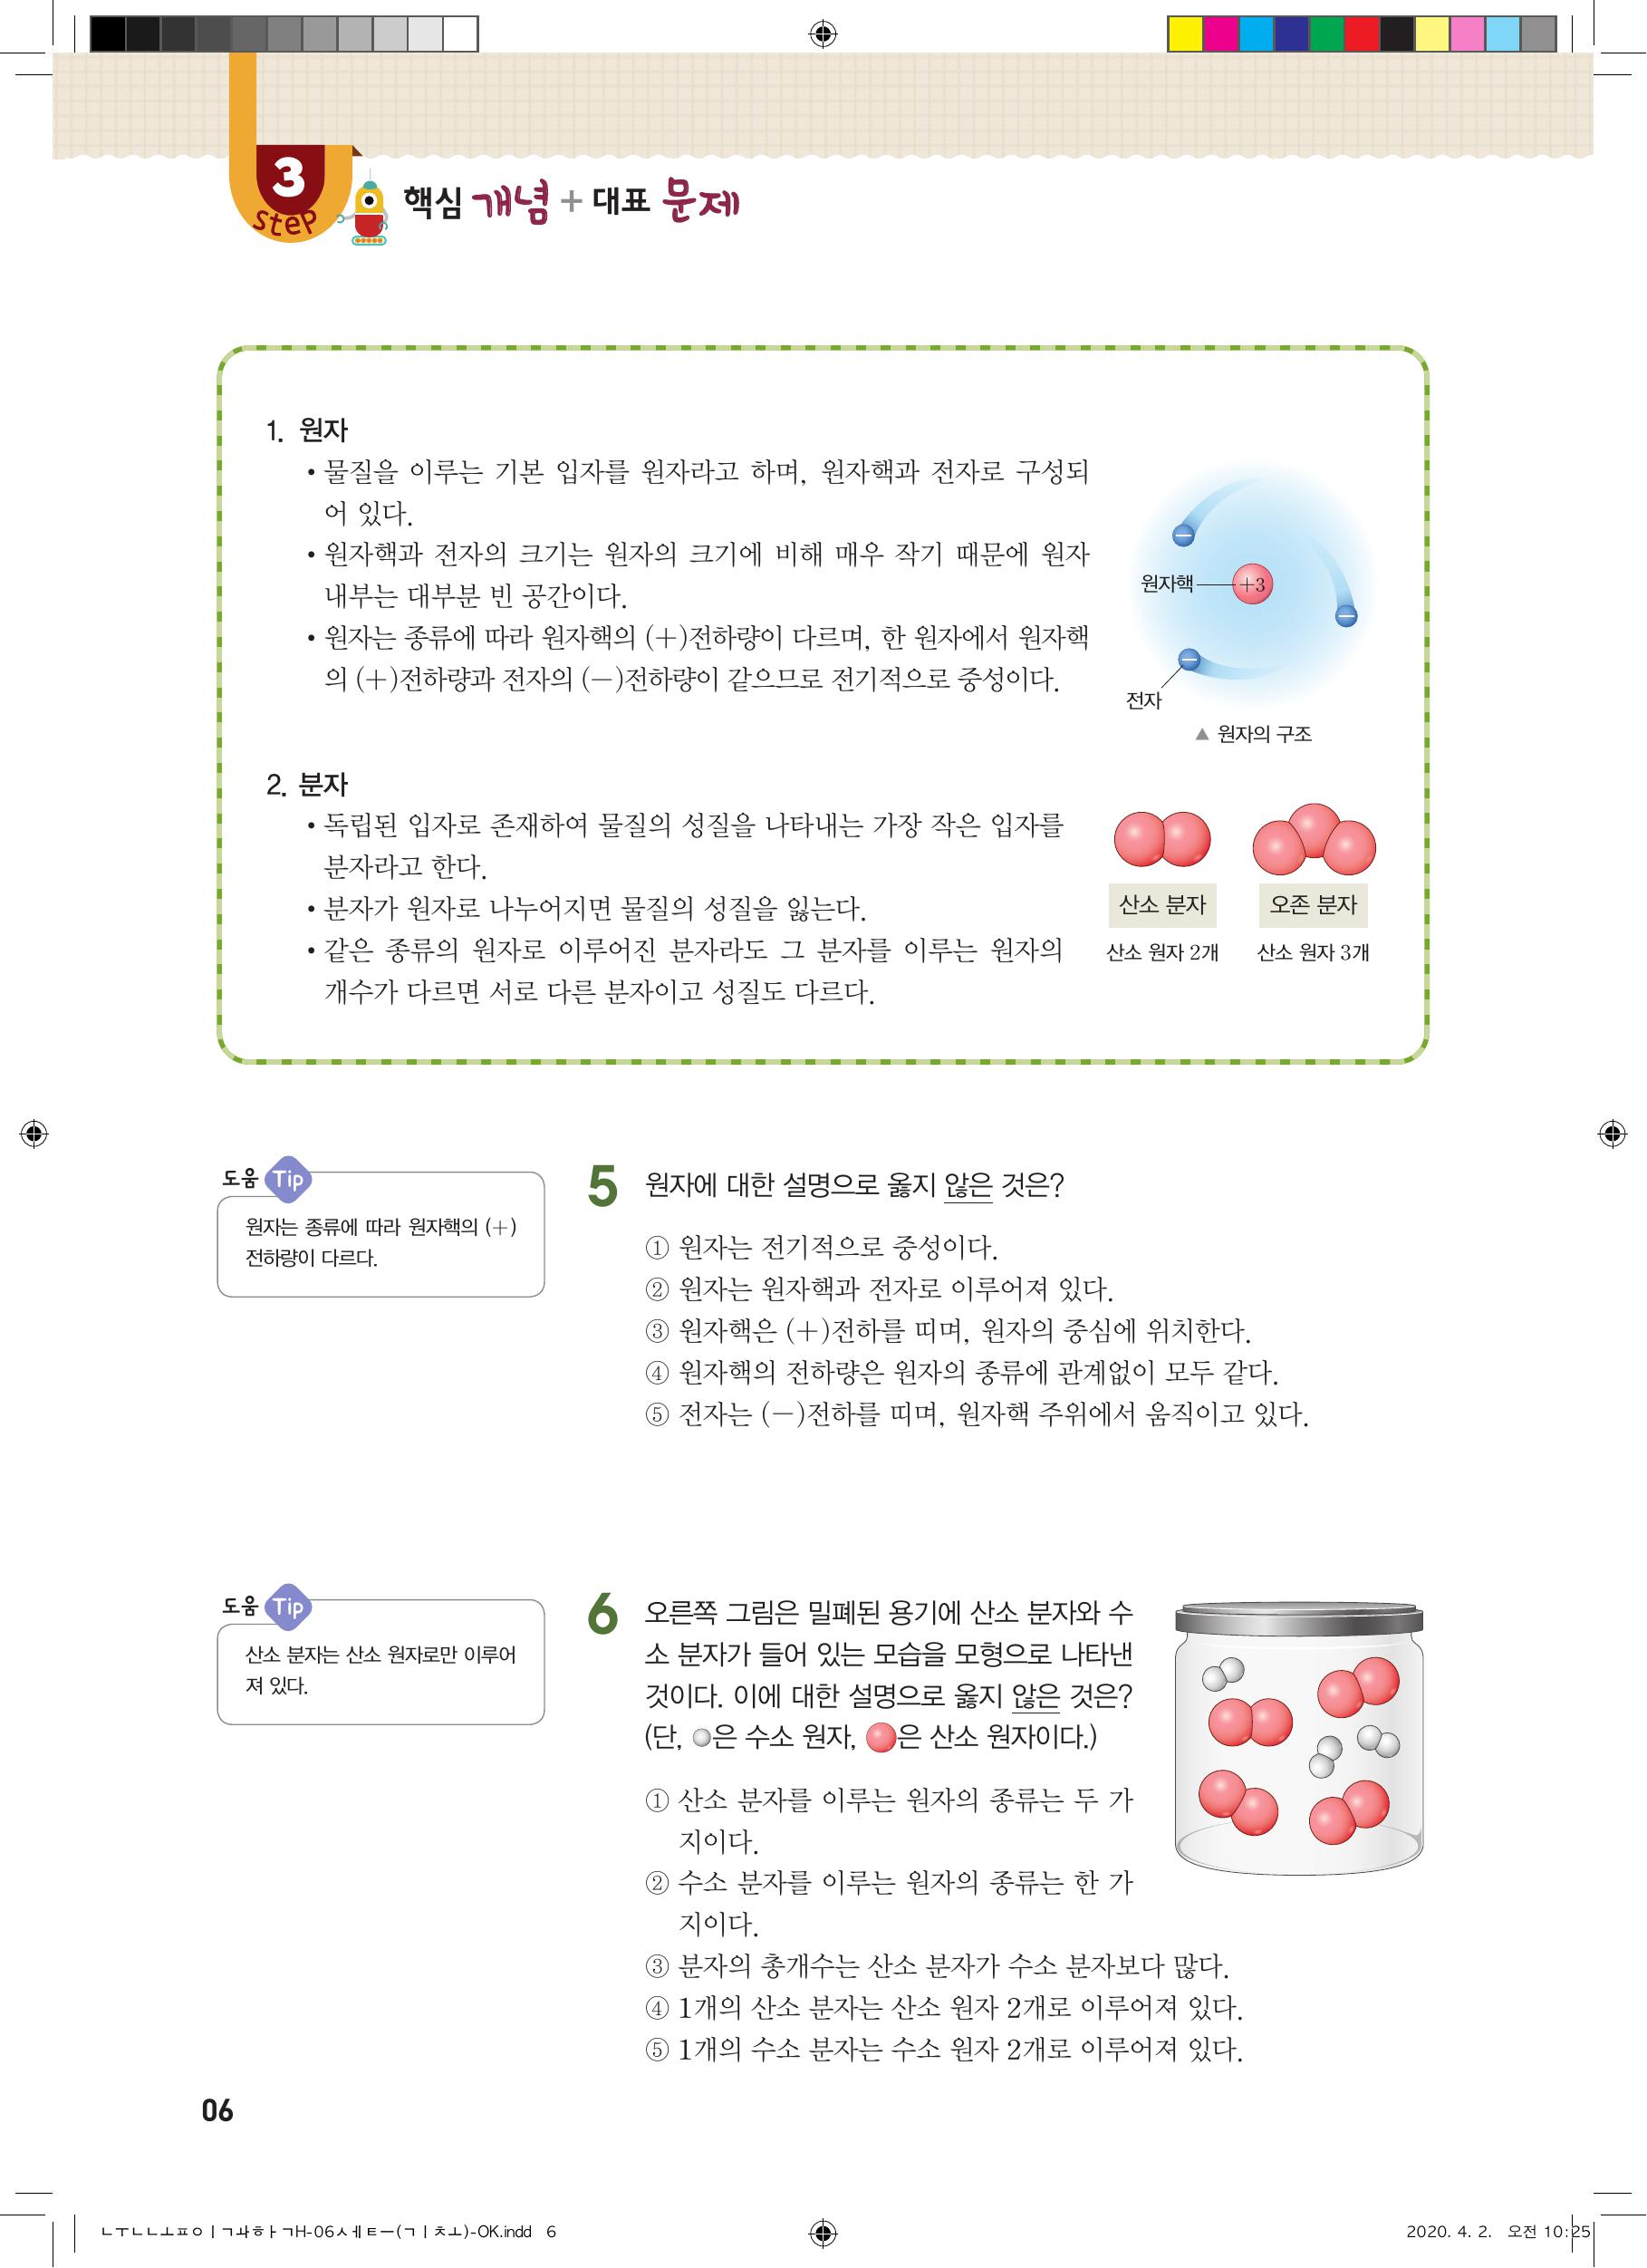 3
step
핵심 개념 + 대표 문제
1. 원자
• 물질을 이루는 기본 입자를 원자라고 하며, 원자핵과 전자로 구성되
어 있다.
• 원자핵과 전자의 크기는 원자의 크기에 비해 매우 작기 때문에 원자
내부는 대부분 빈 공간이다.
• 원자는 종류에 따라 원자핵의 (+)전하량이 다르며, 한 원자에서 원자핵
의 (+)전하량과 전자의 (-)전하량이 같으므로 전기적으로 중성이다.
원자핵
+3
전자
▲ 원자의 구조
2. 분자
• 독립된 입자로 존재하여 물질의 성질을 나타내는 가장 작은 입자를
분자라고 한다.
• 분자가 원자로 나누어지면 물질의 성질을 잃는다.
• 같은 종류의 원자로 이루어진 분자라도 그 분자를 이루는 원자의
개수가 다르면 서로 다른 분자이고 성질도 다르다.
산소 분자 오존 분자
산소 원자 2개 산소 원자 3개
도움 Tip
원자는 종류에 따라 원자핵의 (+)
전하량이 다르다.
5 원자에 대한 설명으로 옳지 않은 것은?
① 원자는 전기적으로 중성이다.
② 원자는 원자핵과 전자로 이루어져 있다.
③ 원자핵은 (+)전하를 띠며, 원자의 중심에 위치한다.
④ 원자핵의 전하량은 원자의 종류에 관계없이 모두 같다.
⑤ 전자는 (-)전하를 띠며, 원자핵 주위에서 움직이고 있다.
도움 Tip
산소 분자는 산소 원자로만 이루어
져 있다.
6 오른쪽 그림은 밀폐된 용기에 산소 분자와 수
소 분자가 들어 있는 모습을 모형으로 나타낸
것이다. 이에 대한 설명으로 옳지 않은 것은?
(단, 은 수소 원자, 은 산소 원자이다.)
① 산소 분자를 이루는 원자의 종류는 두 가
지이다.
② 수소 분자를 이루는 원자의 종류는 한 가
지이다.
③ 분자의 총개수는 산소 분자가 수소 분자보다 많다.
④ 1개의 산소 분자는 산소 원자 2개로 이루어져 있다.
⑤ 1개의 수소 분자는 수소 원자 2개로 이루어져 있다.
06
ㄴㅜㄴㄴㅗㅍㅇㅣㄱㅘㅎㅏㄱH-06ㅅㅔㅌㅡ(ㄱㅣㅊㅗ)-OK.indd 6
2020. 4. 2. 오전 10:25